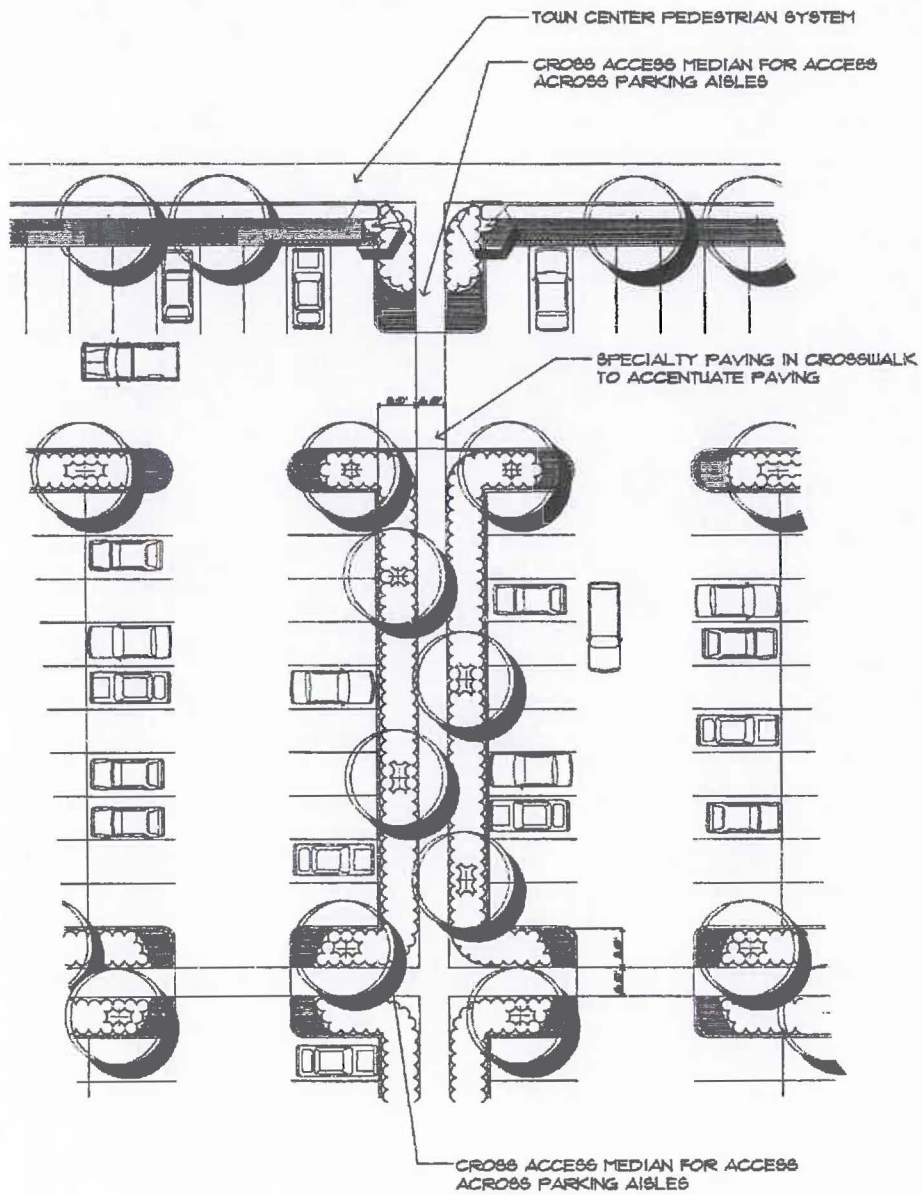 TOWN CENTER PEDESTRIAN SYSTEM
CROSS ACCESS MEDIAN FOR ACCESS
ACROSS PARKING AISLES
SPECIALTY PAVING IN CROSSWALK
TO ACCENTUATE PAVING
CROSS ACCESS MEDIAN FOR ACCESS
ACROSS PARKING AISLES